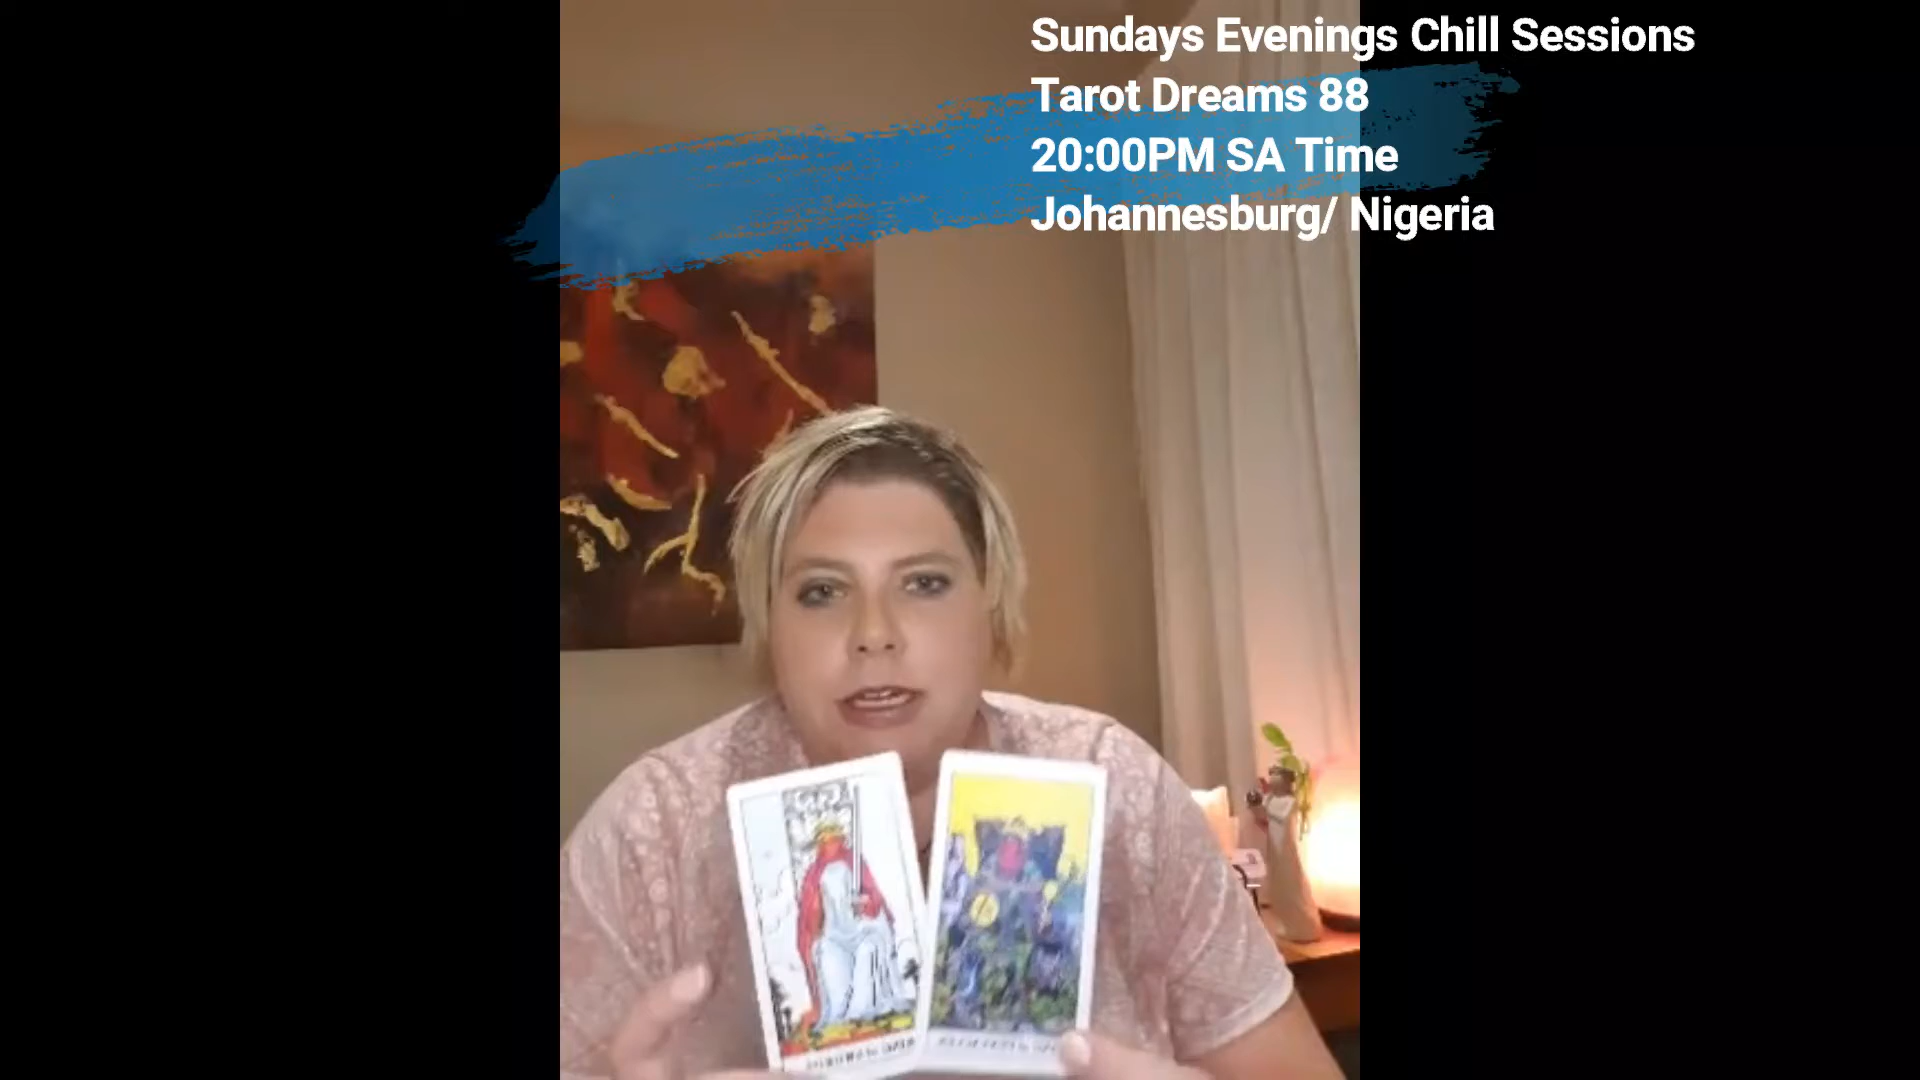 Sundays Evenings Chill Sessions
Tarot Dreams 88
20:00PM SA Time
Johannesburg/ Nigeria